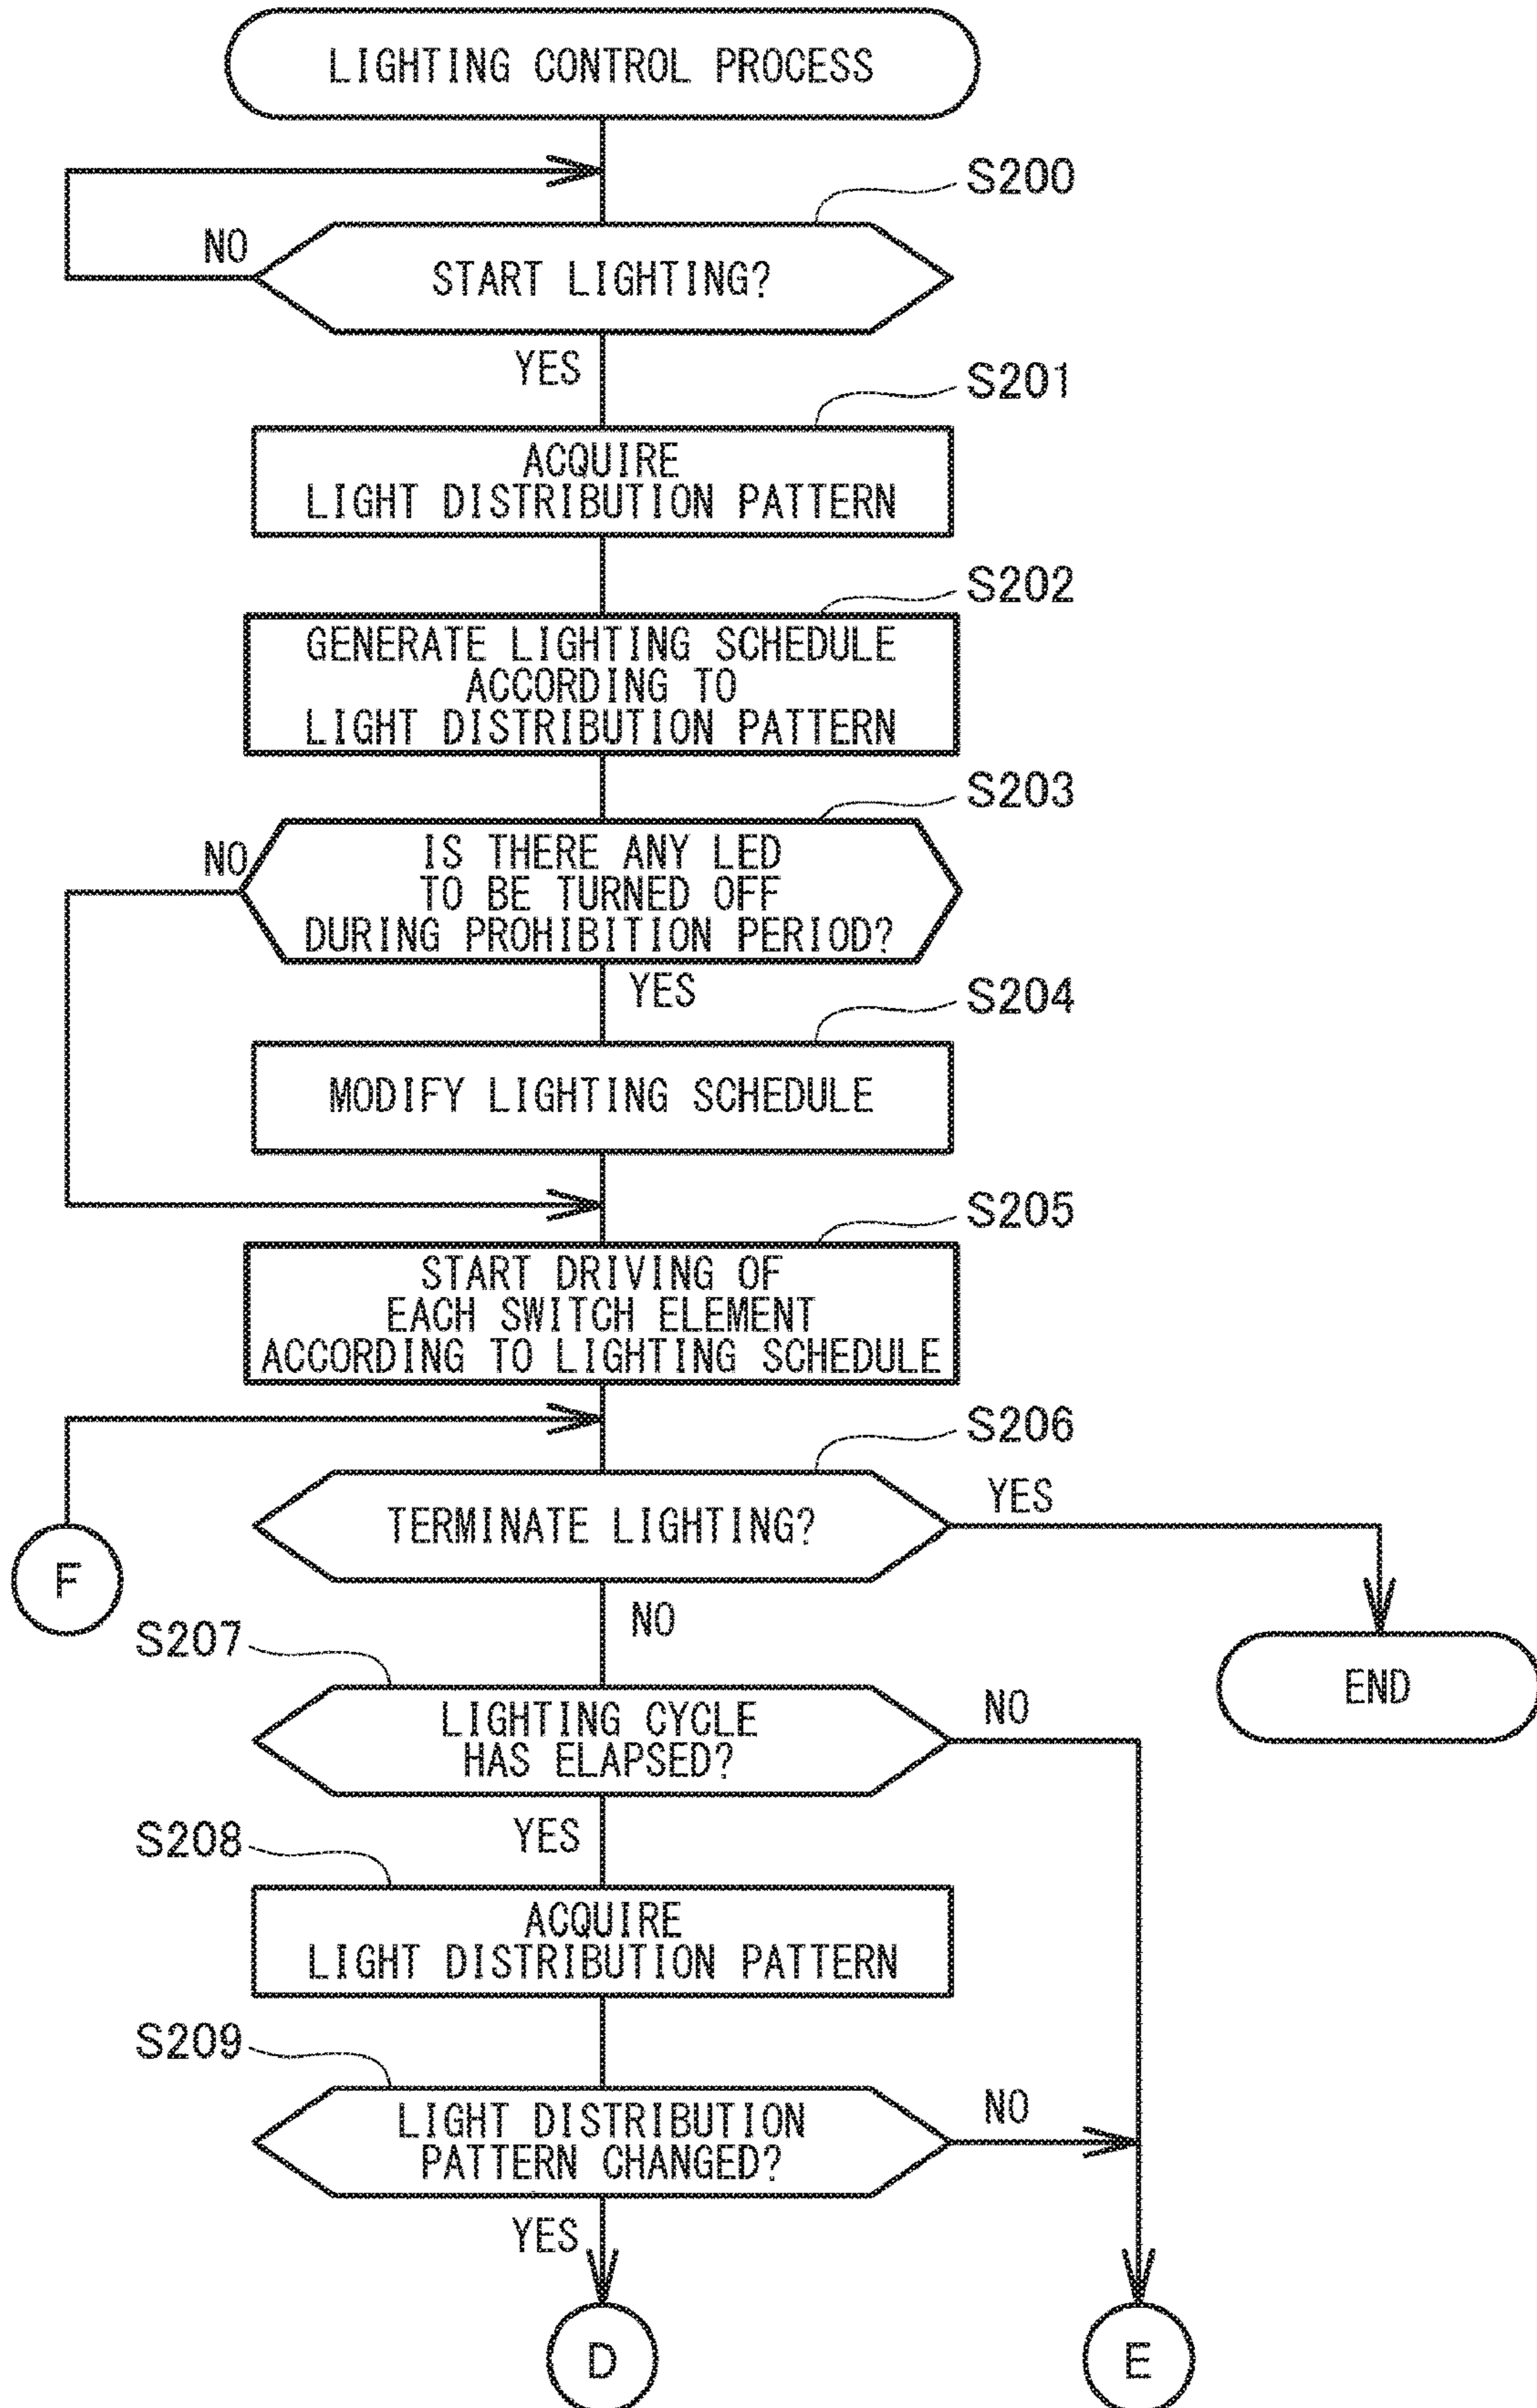 LIGHTING CONTROL PROCESS
S200
NO
START LIGHTING?
YES
S201
ACQUIRE
LIGHT DISTRIBUTION PATTERN
S202
GENERATE LIGHTING SCHEDULE
ACCORDING TO
LIGHT DISTRIBUTION PATTERN
S203
NO
IS THERE ANY LED
TO BE TURNED OFF
DURING PROHIBITION PERIOD?
YES
S204
MODIFY LIGHTING SCHEDULE
S205
START DRIVING OF
EACH SWITCH ELEMENT
ACCORDING TO LIGHTING SCHEDULE
S206
YES
TERMINATE LIGHTING?
F
NO
S207
END
LIGHTING CYCLE
HAS ELAPSED?
NO
YES
S208
ACQUIRE
LIGHT DISTRIBUTION PATTERN
S209
LIGHT DISTRIBUTION
PATTERN CHANGED?
NO
YES
D
E